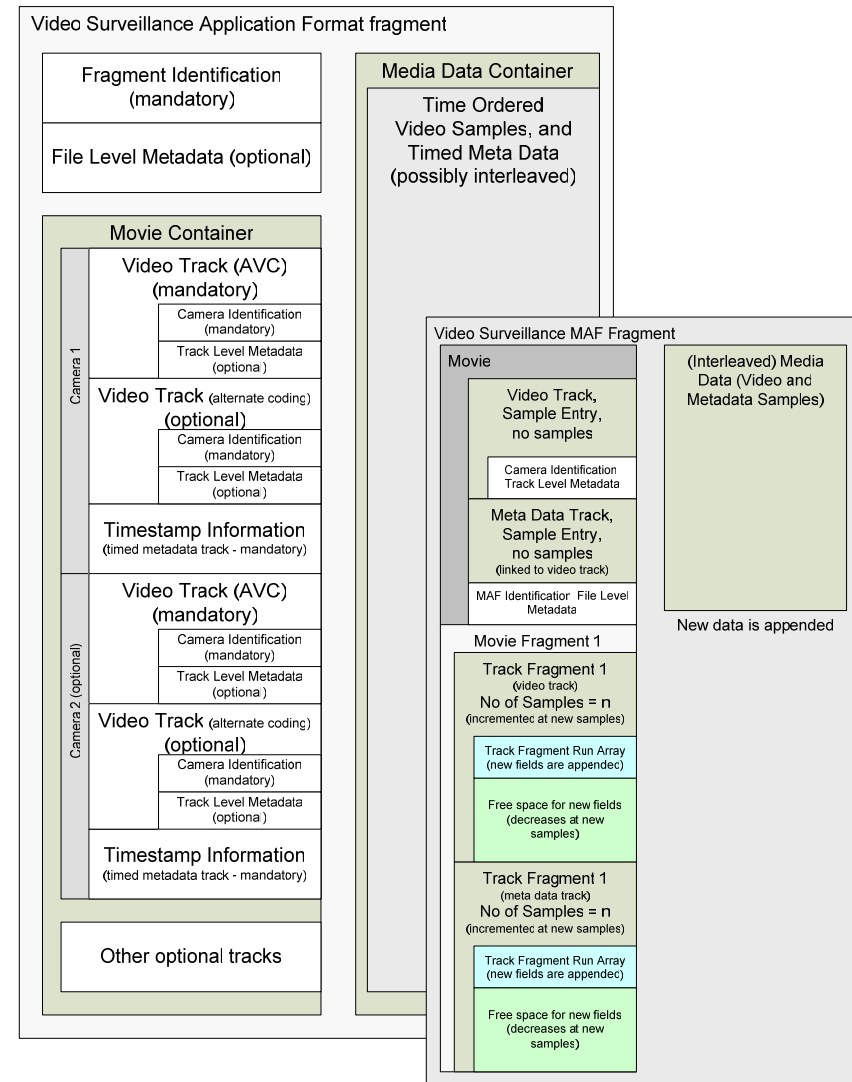 Video Surveillance Application Format fragment
Fragment Identification
(mandatory)
File Level Metadata (optional)
Movie Container
Camera 1
Video Track (AVC)
(mandatory)
Camera Identification
(mandatory)
Track Level Metadata
(optional)
Video Track (alternate coding)
(optional)
Camera Identification
(mandatory)
Track Level Metadata
(optional)
Timestamp Information
(timed metadata track - mandatory)
Camera 2 (optional)
Video Track (AVC)
(mandatory)
Camera Identification
(mandatory)
Track Level Metadata
(optional)
Video Track (alternate coding)
(optional)
Camera Identification
(mandatory)
Track Level Metadata
(optional)
Timestamp Information
(timed metadata track - mandatory)
Other optional tracks
Media Data Container
Time Ordered
Video Samples, and
Timed Meta Data
(possibly interleaved)
Video Surveillance MAF Fragment
Movie
Video Track,
Sample Entry,
no samples
Camera Identification
Track Level Metadata
Meta Data Track,
Sample Entry,
no samples
(linked to video track)
MAF Identification File Level
Metadata
Movie Fragment 1
Track Fragment 1
(video track)
No of Samples = n
(incremented at new samples)
Track Fragment Run Array
(new fields are appended)
Free space for new fields
(decreases at new
samples)
Track Fragment 1
(meta data track)
No of Samples = n
(incremented at new samples)
Track Fragment Run Array
(new fields are appended)
Free space for new fields
(decreases at new
samples)
(Interleaved) Media
Data (Video and
Metadata Samples)
New data is appended